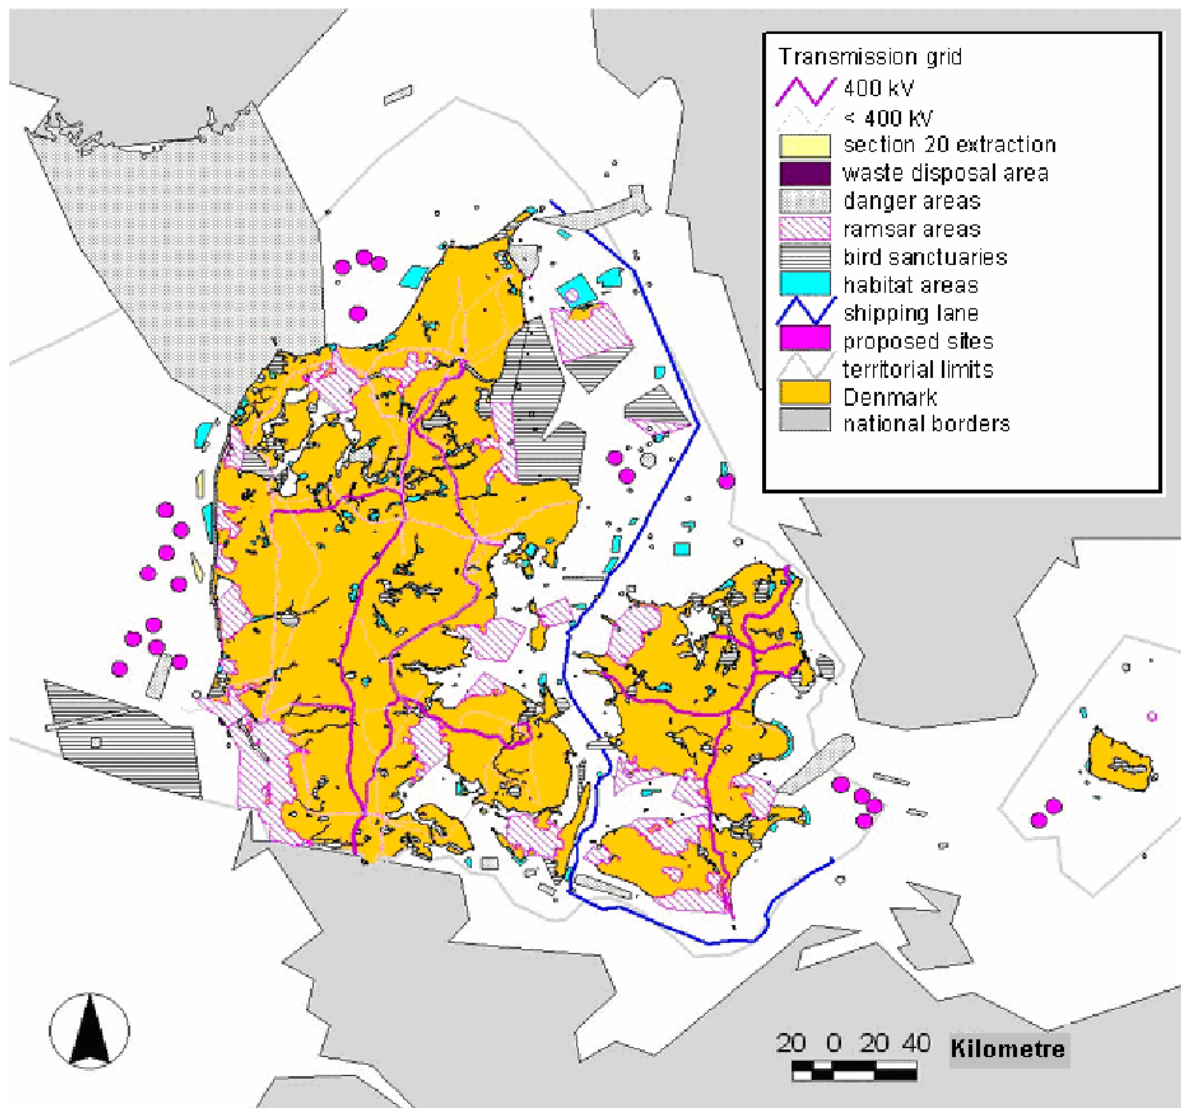 Transmission grid
400 kV
< 400 kV
section 20 extraction
waste disposal area
danger areas
ramsar areas
bird sanctuaries
habitat areas
shipping lane
proposed sites
territorial limits
Denmark
national borders
20 0 20 40 Kilometre